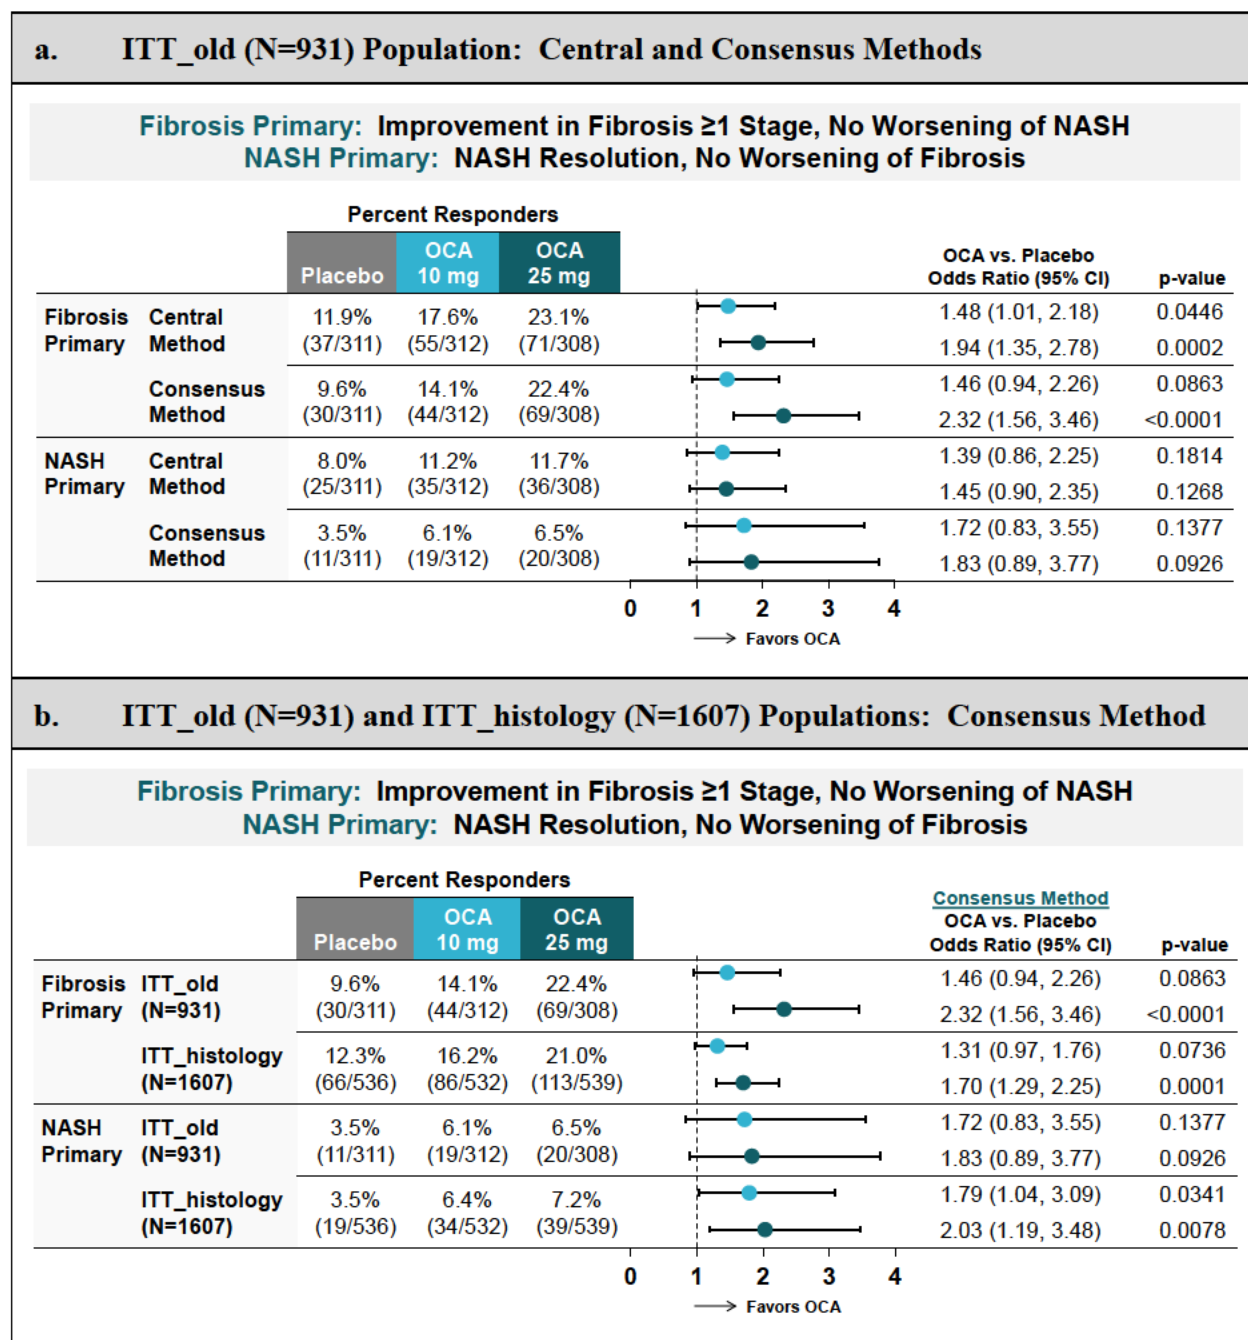 a. ITT_old (N=931) Population: Central and Consensus Methods
Fibrosis Primary: Improvement in Fibrosis ≥1 Stage, No Worsening of NASH
NASH Primary: NASH Resolution, No Worsening of Fibrosis
Percent Responders
Placebo OCA 10 mg OCA 25 mg OCA vs. Placebo Odds Ratio (95% CI) p-value
Fibrosis Central 11.9% 17.6% 23.1% 1.48 (1.01, 2.18) 0.0446
Primary Method (37/311) (55/312) (71/308) 1.94 (1.35, 2.78) 0.0002
Consensus 9.6% 14.1% 22.4% 1.46 (0.94, 2.26) 0.0863
Method (30/311) (44/312) (69/308) 2.32 (1.56, 3.46) <0.0001
NASH Central 8.0% 11.2% 11.7% 1.39 (0.86, 2.25) 0.1814
Primary Method (25/311) (35/312) (36/308) 1.45 (0.90, 2.35) 0.1268
Consensus 3.5% 6.1% 6.5% 1.72 (0.83, 3.55) 0.1377
Method (11/311) (19/312) (20/308) 1.83 (0.89, 3.77) 0.0926
0 1 2 3 4
Favors OCA
b. ITT_old (N=931) and ITT_histology (N=1607) Populations: Consensus Method
Fibrosis Primary: Improvement in Fibrosis ≥1 Stage, No Worsening of NASH
NASH Primary: NASH Resolution, No Worsening of Fibrosis
Percent Responders
Placebo OCA 10 mg OCA 25 mg Consensus Method OCA vs. Placebo Odds Ratio (95% CI) p-value
Fibrosis ITT_old 9.6% 14.1% 22.4% 1.46 (0.94, 2.26) 0.0863
Primary (N=931) (30/311) (44/312) (69/308) 2.32 (1.56, 3.46) <0.0001
ITT_histology 12.3% 16.2% 21.0% 1.31 (0.97, 1.76) 0.0736
(N=1607) (66/536) (86/532) (113/539) 1.70 (1.29, 2.25) 0.0001
NASH ITT_old 3.5% 6.1% 6.5% 1.72 (0.83, 3.55) 0.1377
Primary (N=931) (11/311) (19/312) (20/308) 1.83 (0.89, 3.77) 0.0926
ITT_histology 3.5% 6.4% 7.2% 1.79 (1.04, 3.09) 0.0341
(N=1607) (19/536) (34/532) (39/539) 2.03 (1.19, 3.48) 0.0078
0 1 2 3 4
Favors OCA